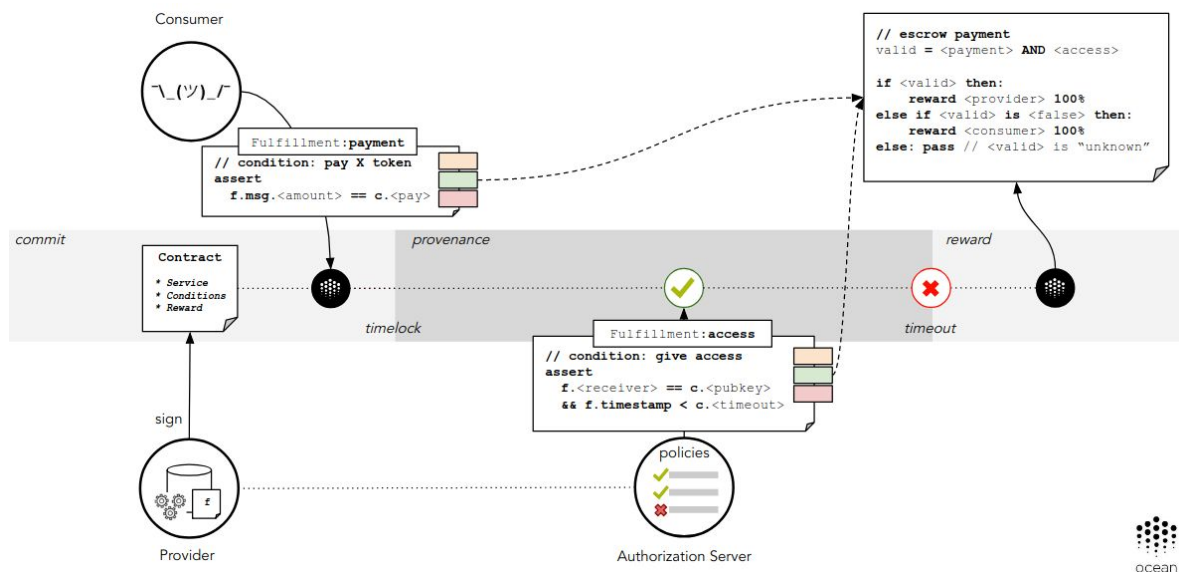 Consumer
¯\_(ツ)_/¯
Fulfillment:payment
// condition: pay X token
assert
f.msg.<amount> == c.<pay>
// escrow payment
valid = <payment> AND <access>
if <valid> then:
reward <provider> 100%
else if <valid> is <false> then:
reward <consumer> 100%
else: pass // <valid> is “unknown”
commit
provenance
reward
Contract
* Service
* Conditions
* Reward
timelock
timeout
Fulfillment:access
// condition: give access
assert
f.<receiver> == c.<pubkey>
&& f.timestamp < c.<timeout>
sign
policies
f
Provider
Authorization Server
ocean